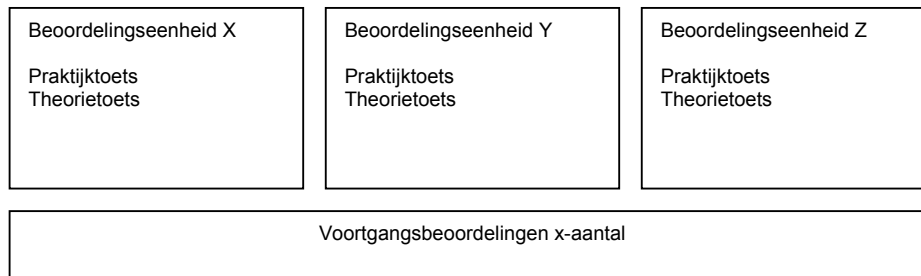 Beoordelingseenheid X
Praktijktoets
Theorietoets
Beoordelingseenheid Y
Praktijktoets
Theorietoets
Beoordelingseenheid Z
Praktijktoets
Theorietoets
Voortgangsbeoordelingen x-aantal